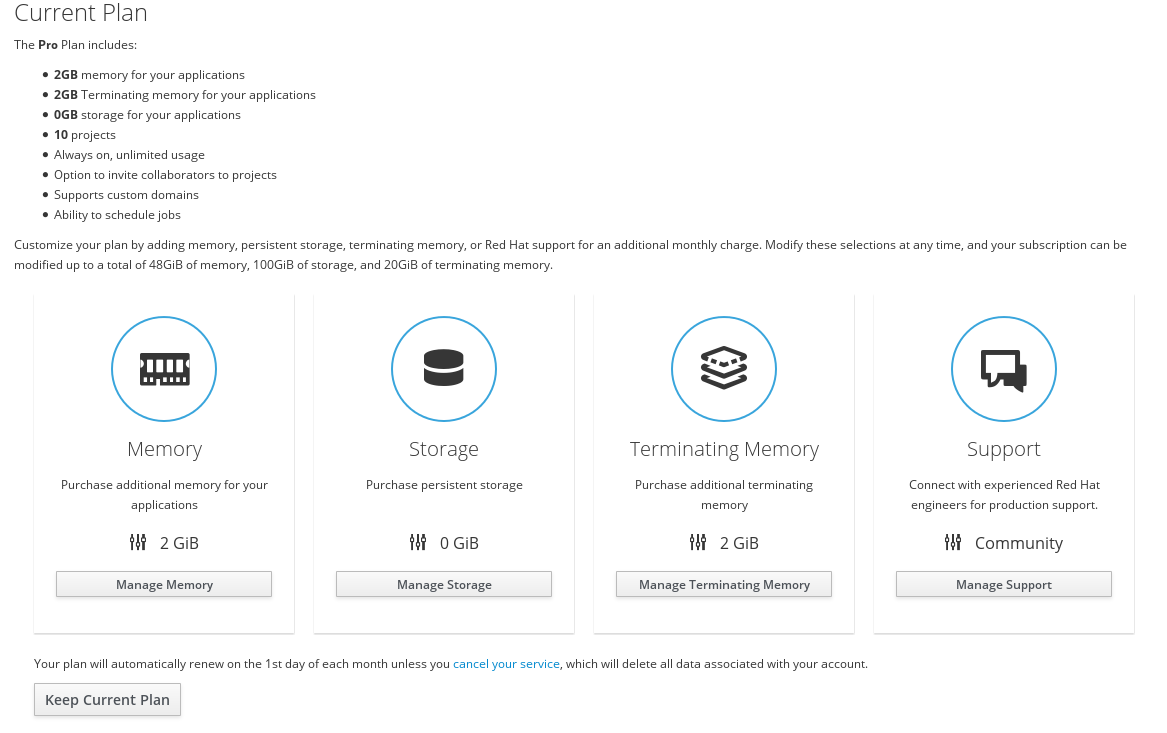 Current Plan
The Pro Plan includes:
2GB memory for your applications
2GB Terminating memory for your applications
0GB storage for your applications
10 projects
Always on, unlimited usage
Option to invite collaborators to projects
Supports custom domains
Ability to schedule jobs
Customize your plan by adding memory, persistent storage, terminating memory, or Red Hat support for an additional monthly charge. Modify these selections at any time, and your subscription can be
modified up to a total of 48GiB of memory, 100GiB of storage, and 20GiB of terminating memory.
Memory
Purchase additional memory for your
applications
2 GiB
Manage Memory
Storage
Purchase persistent storage
0 GiB
Manage Storage
Terminating Memory
Purchase additional terminating
memory
2 GiB
Manage Terminating Memory
Support
Connect with experienced Red Hat
engineers for production support.
Community
Manage Support
Your plan will automatically renew on the 1st day of each month unless you cancel your service, which will delete all data associated with your account.
Keep Current Plan